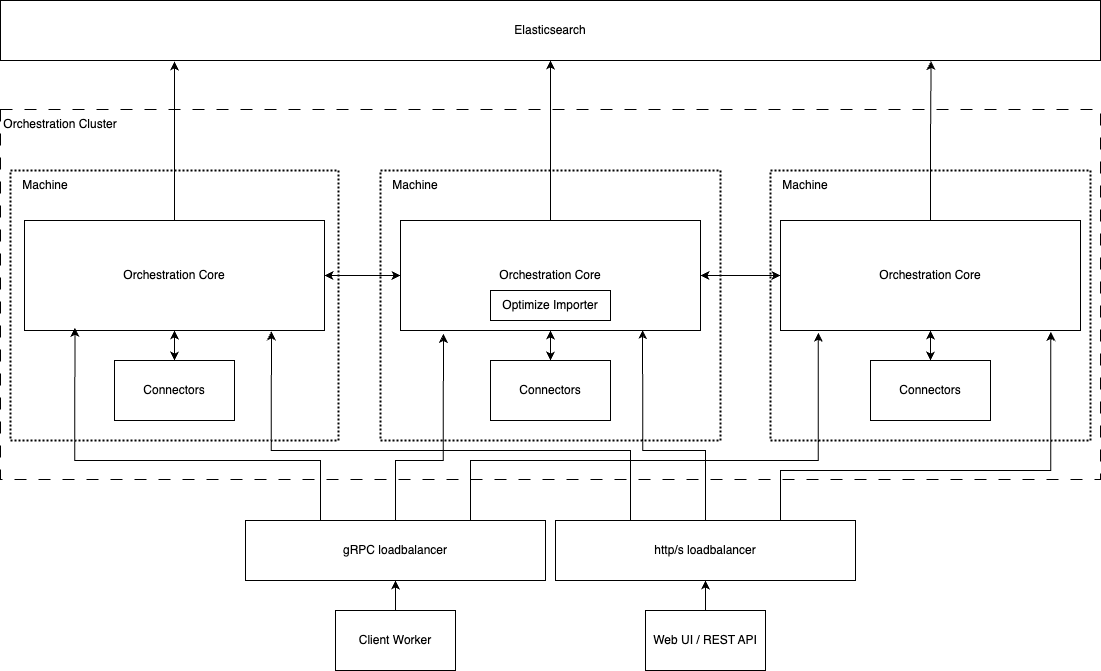 Elasticsearch
Orchestration Cluster
Machine
Machine
Machine
Orchestration Core
Orchestration Core
Orchestration Core
Optimize Importer
Connectors
Connectors
Connectors
gRPC loadbalancer
http/s loadbalancer
Client Worker
Web UI / REST API